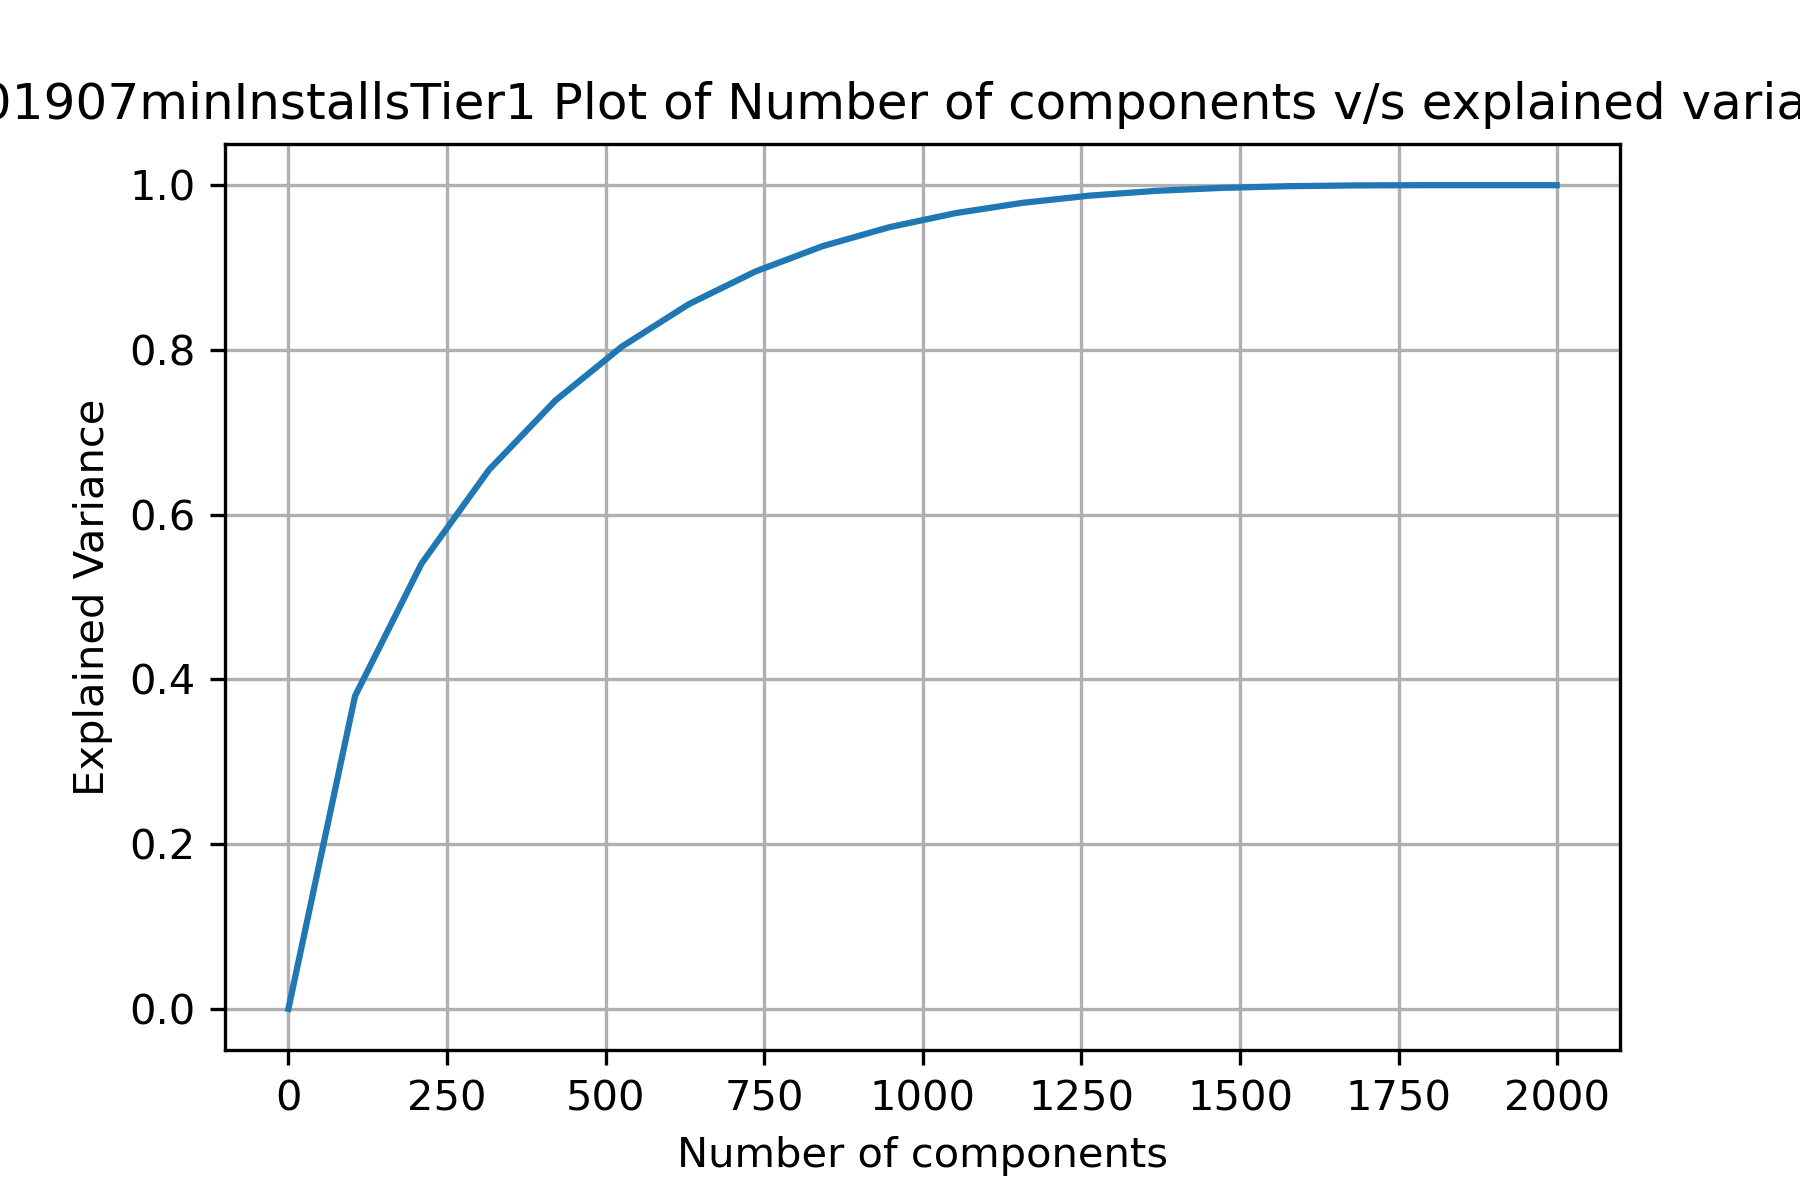 01907minInstallsTier1 Plot of Number of components v/s explained varia
1.0
0.8
0.6
0.4
0.2
0.0
Explained Variance
0 250 500 750 1000 1250 1500 1750 2000
Number of components